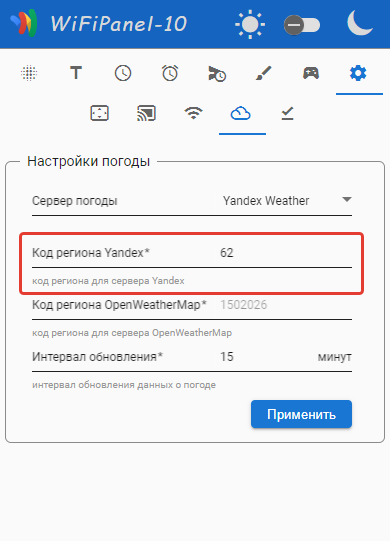 WiFiPanel-10
Настройки погоды
Сервер погоды Yandex Weather
Код региона Yandex* 62
код региона для сервера Yandex
Код региона OpenWeatherMap* 1502026
код региона для сервера OpenWeatherMap
Интервал обновления* 15 минут
интервал обновления данных о погоде
Применить